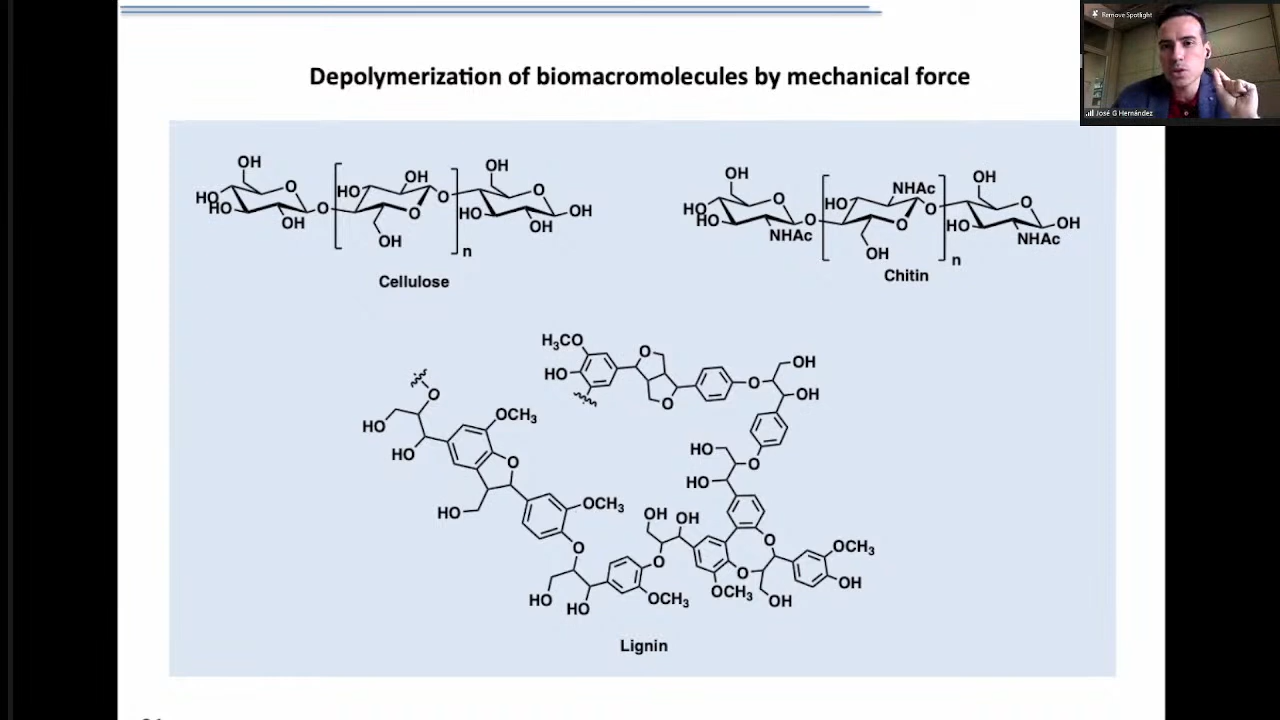 Remove Spotlight
José G Hernández
Depolymerization of biomacromolecules by mechanical force
OH
HO
HO
O
OH
O
HO
OH
O
OH
O
n
OH
O
HO
OH
OH
Cellulose
OH
HO
HO
O
NHAc
O
HO
NHAc
O
OH
O
n
OH
O
HO
NHAc
OH
Chitin
H3CO
HO
O
O
O
OH
OH
O
HO
HO
OCH3
HO
O
HO
O
HO
OCH3
O
HO
HO
OCH3
O
OH
OH
O
O
OCH3
OH
OCH3
OH
Lignin